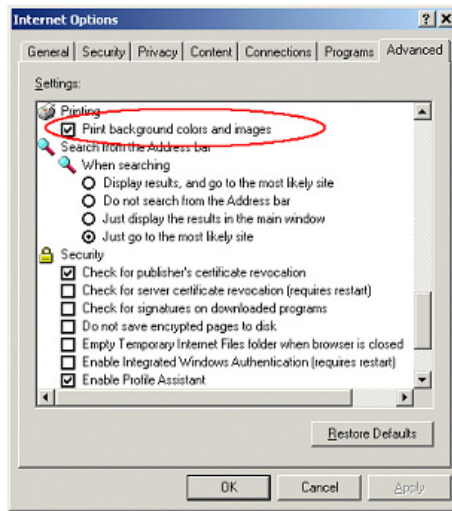 Internet Options
General Security Privacy Content Connections Programs Advanced
Settings:
Printing
Print background colors and images
Search from the Address bar
When searching
Display results, and go to the most likely site
Do not search from the Address bar
Just display the results in the main window
Just go to the most likely site
Security
Check for publisher's certificate revocation
Check for server certificate revocation (requires restart)
Check for signatures on downloaded programs
Do not save encrypted pages to disk
Empty Temporary Internet Files folder when browser is closed
Enable Integrated Windows Authentication (requires restart)
Enable Profile Assistant
Restore Defaults
OK Cancel Apply